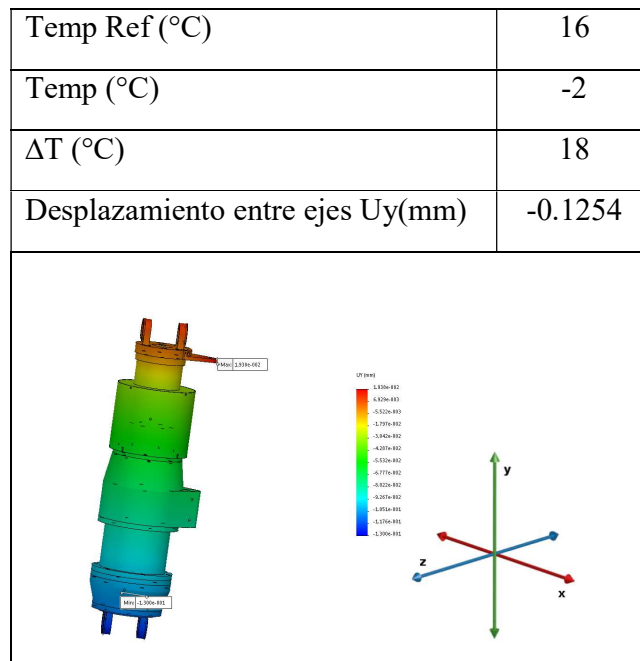 Temp Ref (°C) 16
Temp (°C) -2
ΔT (°C) 18
Desplazamiento entre ejes Uy(mm) -0.1254
Max: 1.938e-002
UY (mm)
1.938e-002
6.929e-003
-5.522e-003
-1.797e-002
-3.042e-002
-4.287e-002
-5.532e-002
-6.777e-002
-8.022e-002
-9.267e-002
-1.051e-001
-1.176e-001
-1.300e-001
y
z
x
Min: -1.300e-001